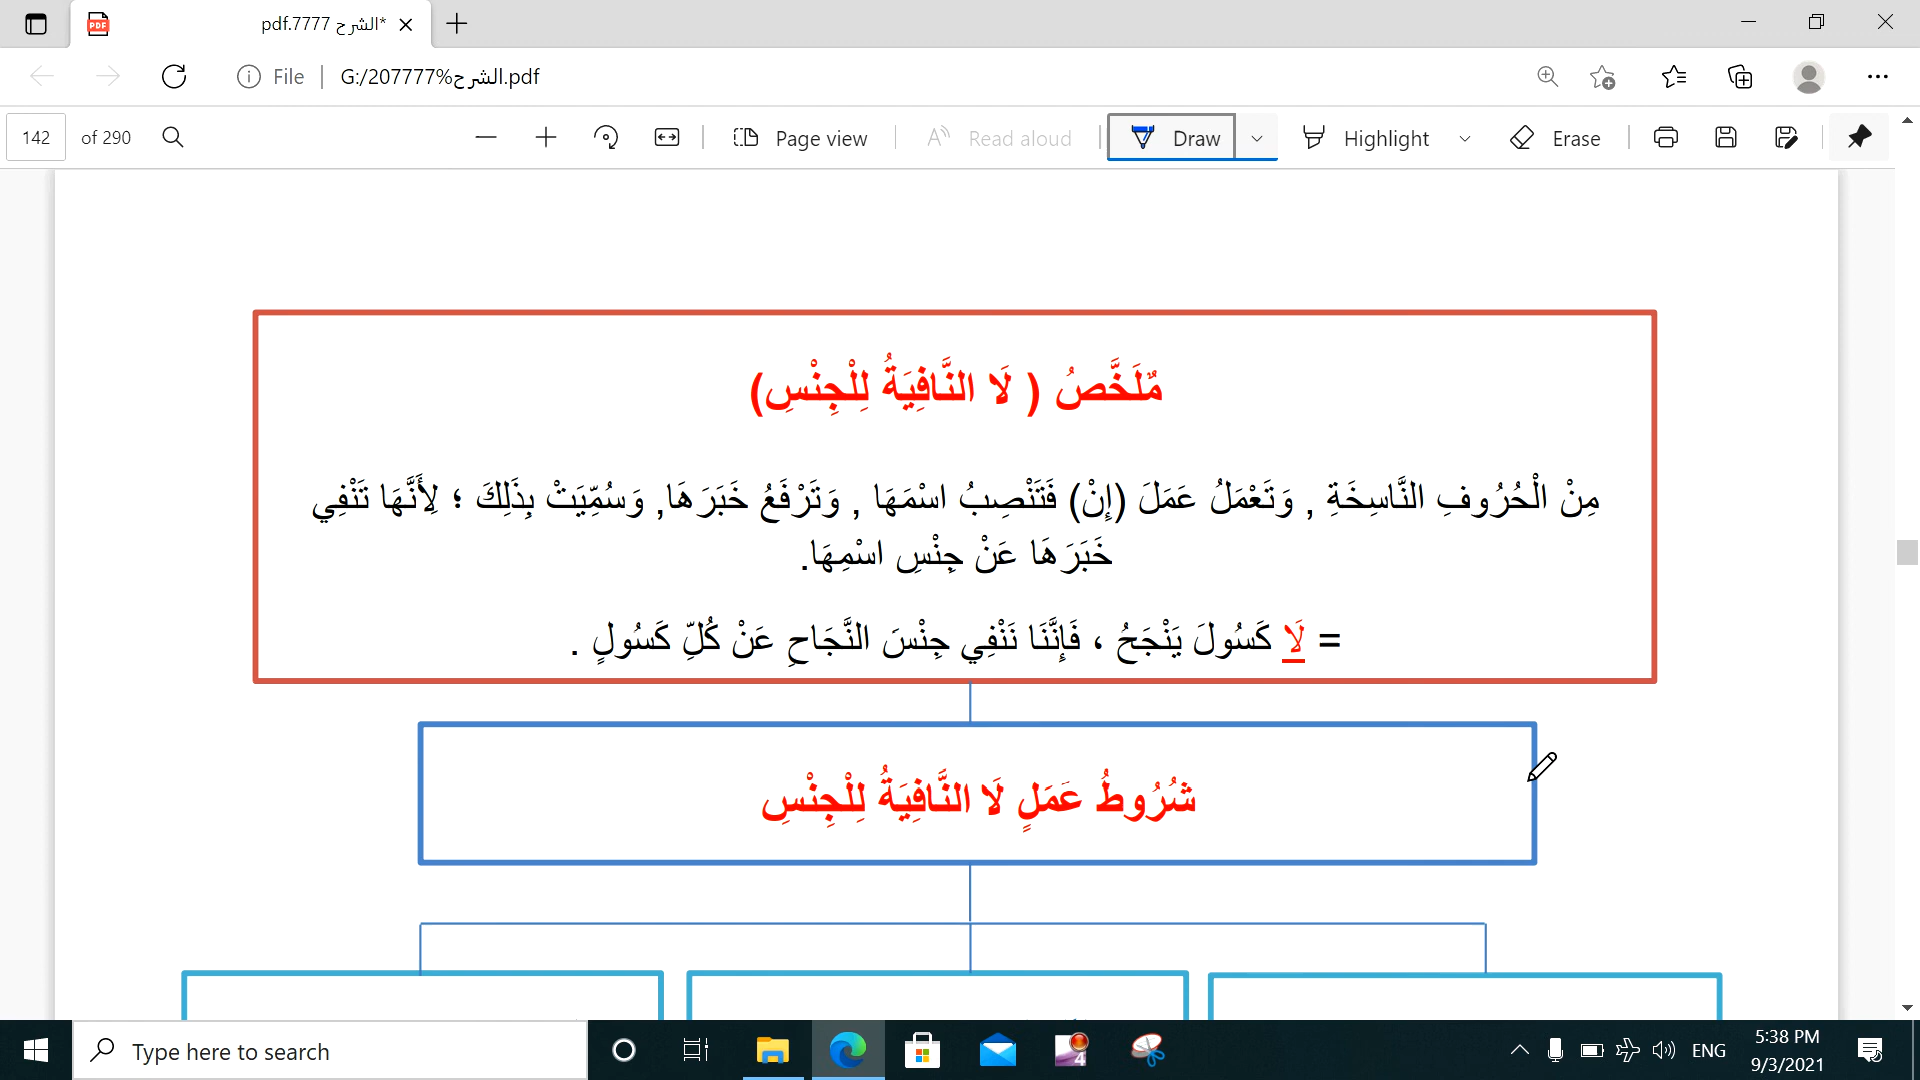 *الشرح 7777.pdf
File
G:/207777%الشرح.pdf
142
of 290
Page view
Read aloud
Draw
Highlight
Erase
مٌلَخَّصُ ( لَا النَّافِيَةُ لِلْجِنْسِ)
مِنْ الْحُرُوفِ النَّاسِخَةِ , وَتَعْمَلُ عَمَلَ (إِنْ) فَتَنْصِبُ اسْمَهَا , وَتَرْفَعُ خَبَرَهَا, وَسُمِّيَتْ بِذَلِكَ ؛ لِأَنَّهَا تَنْفِي
خَبَرَهَا عَنْ جِنْسِ اسْمِهَا.
= لَا كَسُولَ يَنْجَحُ ، فَإِنَّنَا نَنْفِي جِنْسَ النَّجَاحِ عَنْ كُلِّ كَسُولٍ .
شُرُوطُ عَمَلٍ لَا النَّافِيَةُ لِلْجِنْسِ
Type here to search
4
ENG
5:38 PM
9/3/2021